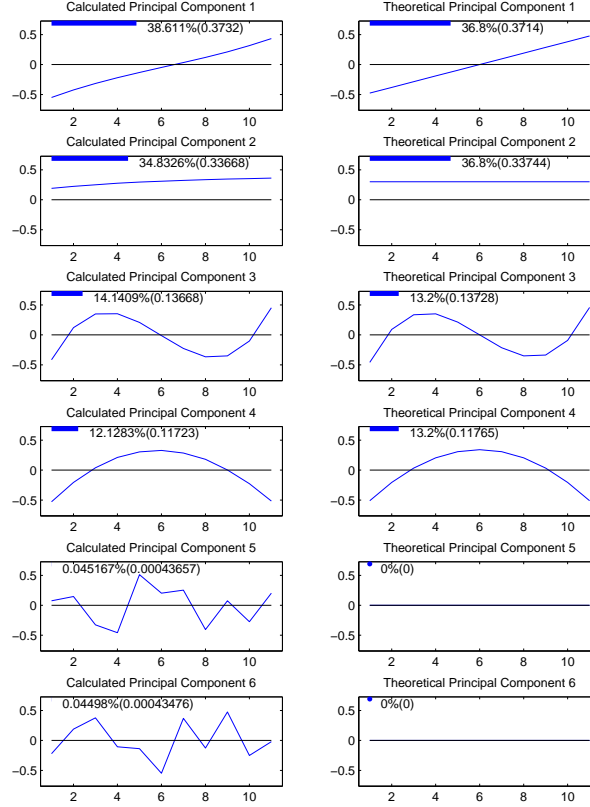 Calculated Principal Component 1
38.611%(0.3732)
0.5
0
−0.5
2 4 6 8 10
Theoretical Principal Component 1
36.8%(0.3714)
0.5
0
−0.5
2 4 6 8 10
Calculated Principal Component 2
34.8326%(0.33668)
0.5
0
−0.5
2 4 6 8 10
Theoretical Principal Component 2
36.8%(0.33744)
0.5
0
−0.5
2 4 6 8 10
Calculated Principal Component 3
14.1409%(0.13668)
0.5
0
−0.5
2 4 6 8 10
Theoretical Principal Component 3
13.2%(0.13728)
0.5
0
−0.5
2 4 6 8 10
Calculated Principal Component 4
12.1283%(0.11723)
0.5
0
−0.5
2 4 6 8 10
Theoretical Principal Component 4
13.2%(0.11765)
0.5
0
−0.5
2 4 6 8 10
Calculated Principal Component 5
0.045167%(0.00043657)
0.5
0
−0.5
2 4 6 8 10
Theoretical Principal Component 5
0%(0)
0.5
0
−0.5
2 4 6 8 10
Calculated Principal Component 6
0.04498%(0.00043476)
0.5
0
−0.5
2 4 6 8 10
Theoretical Principal Component 6
0%(0)
0.5
0
−0.5
2 4 6 8 10